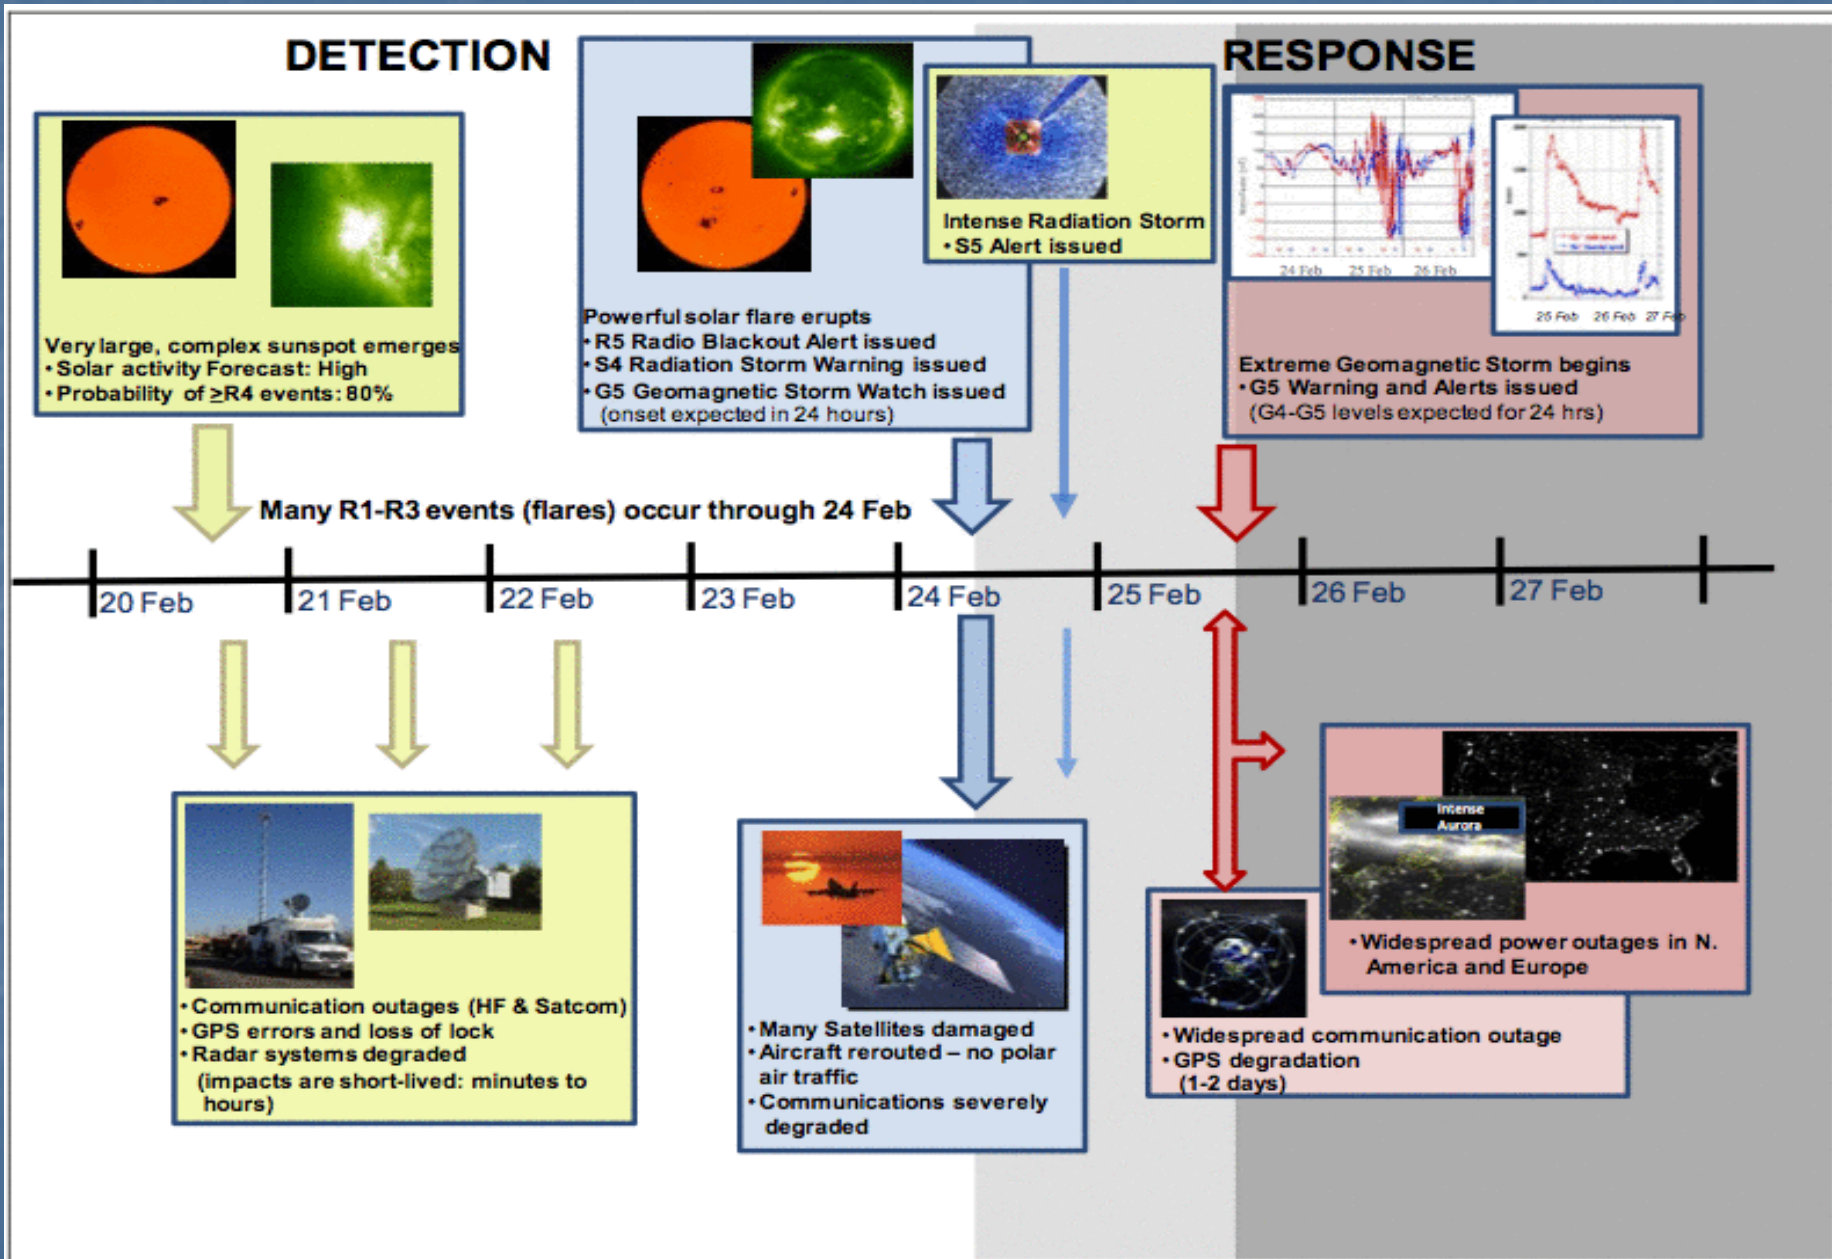 DETECTION
RESPONSE
Very large, complex sunspot emerges
•Solar activity Forecast: High
•Probability of ≥R4 events: 80%
Powerful solar flare erupts
•R5 Radio Blackout Alert issued
•S4 Radiation Storm Warning issued
•G5 Geomagnetic Storm Watch issued
(onset expected in 24 hours)
Intense Radiation Storm
•S5 Alert issued
24 Feb
25 Feb
26 Feb
25 Feb
26 Feb
27 Feb
Extreme Geomagnetic Storm begins
•G5 Warning and Alerts issued
(G4-G5 levels expected for 24 hrs)
Many R1-R3 events (flares) occur through 24 Feb
20 Feb
21 Feb
22 Feb
23 Feb
24 Feb
25 Feb
26 Feb
27 Feb
•Communication outages (HF & Satcom)
•GPS errors and loss of lock
•Radar systems degraded
(impacts are short-lived: minutes to
hours)
•Many Satellites damaged
•Aircraft rerouted – no polar
air traffic
•Communications severely
degraded
Intense
Aurora
•Widespread power outages in N.
America and Europe
•Widespread communication outage
•GPS degradation
(1-2 days)